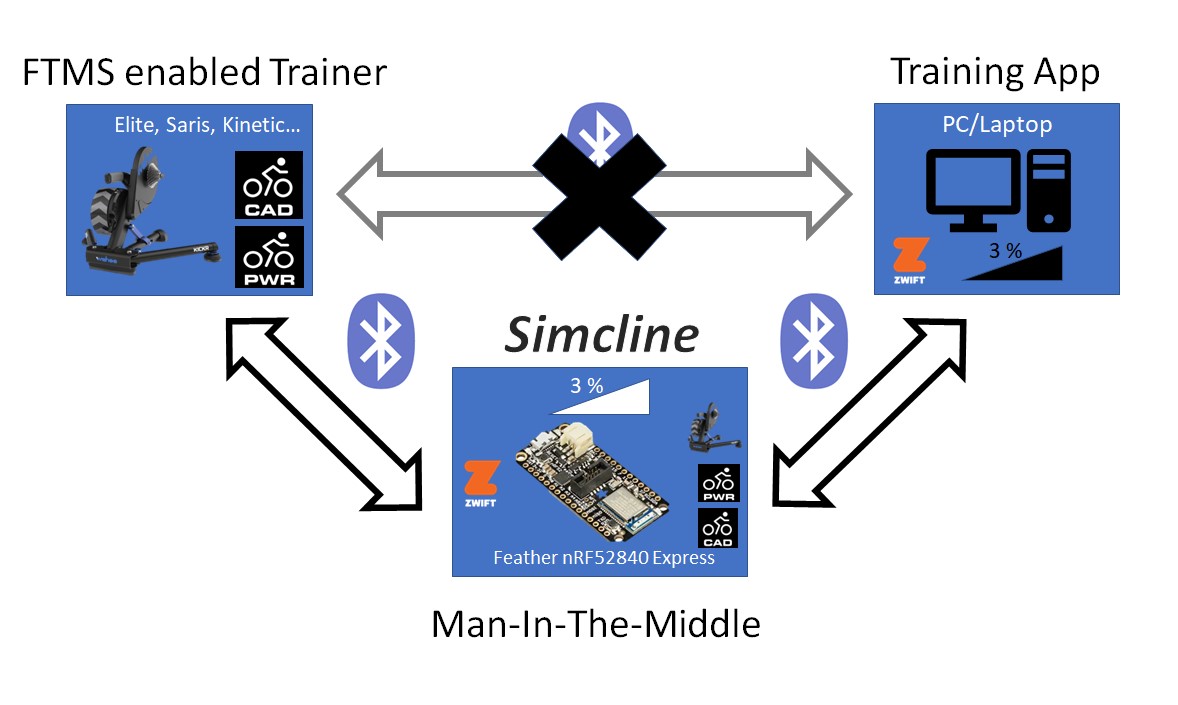 FTMS enabled Trainer
Elite, Saris, Kinetic...
CAD
PWR
KICKR
Training App
PC/Laptop
3 %
ZWIFT
Simcline
3 %
ZWIFT
PWR
CAD
Feather nRF52840 Express
Man-In-The-Middle